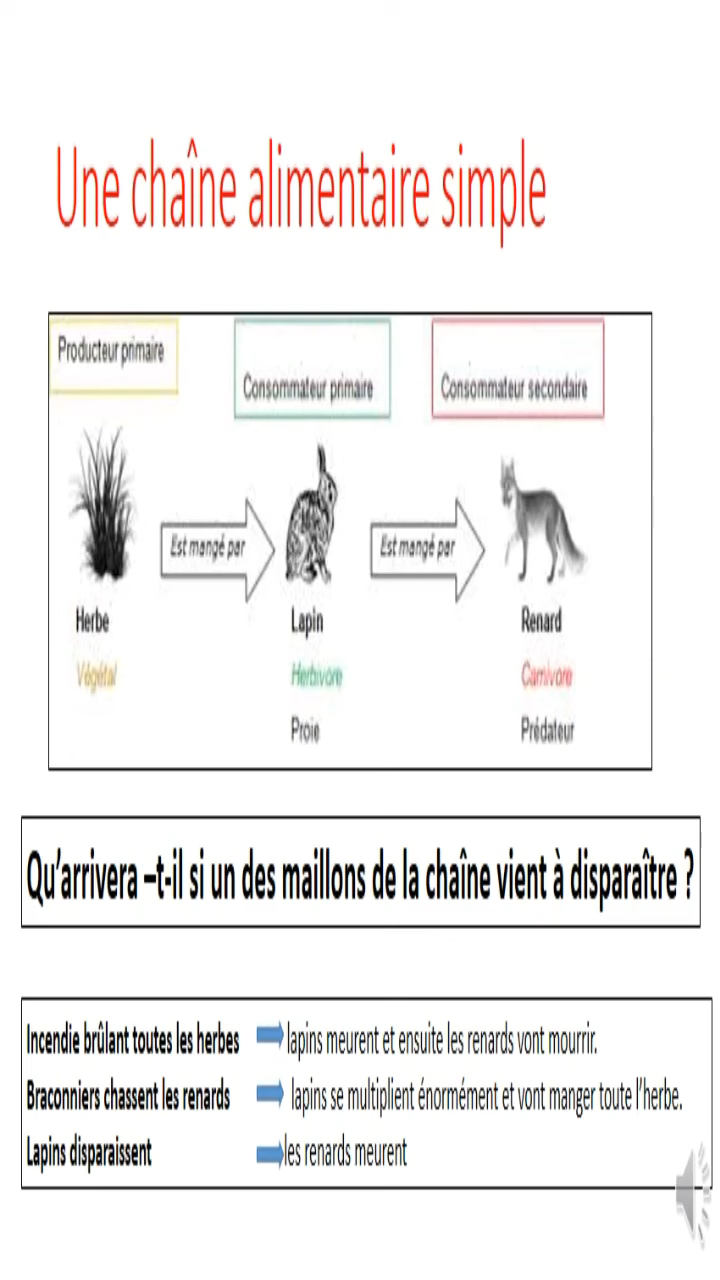 Une chaîne alimentaire simple
Producteur primaire
Consommateur primaire
Consommateur secondaire
Est mangé par
Est mangé par
Herbe
Lapin
Renard
Végétal
Herbivore
Carnivore
Proie
Prédateur
Qu’arrivera –t-il si un des maillons de la chaîne vient à disparaître ?
Incendie brûlant toutes les herbes lapins meurent et ensuite les renards vont mourrir.
Braconniers chassent les renards lapins se multiplient énormément et vont manger toute l’herbe.
Lapins disparaissent les renards meurent